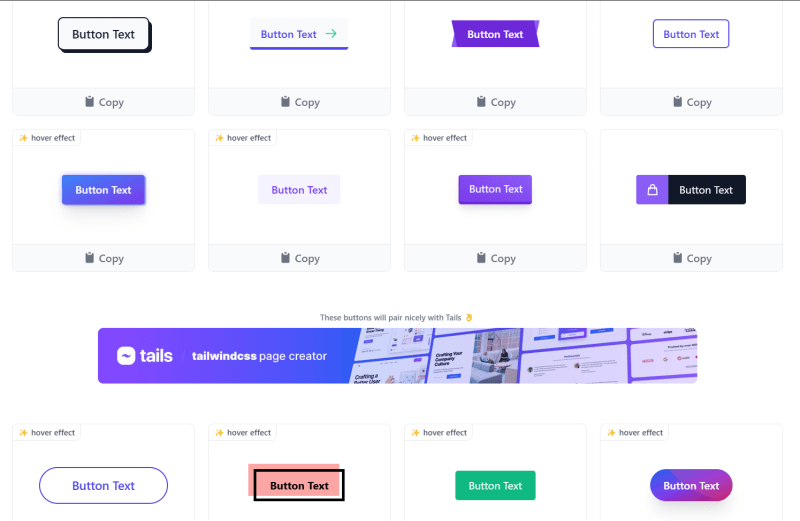 Button Text Button Text Button Text Button Text
Copy Copy Copy Copy
✨ hover effect ✨ hover effect ✨ hover effect
Button Text Button Text Button Text Button Text
Copy Copy Copy Copy
These buttons will pair nicely with Tails 👌
tails / tailwindcss page creator
Crafting Your
Company
Culture
Crafting a
Better User
✨ hover effect ✨ hover effect ✨ hover effect ✨ hover effect
Button Text Button Text Button Text Button Text